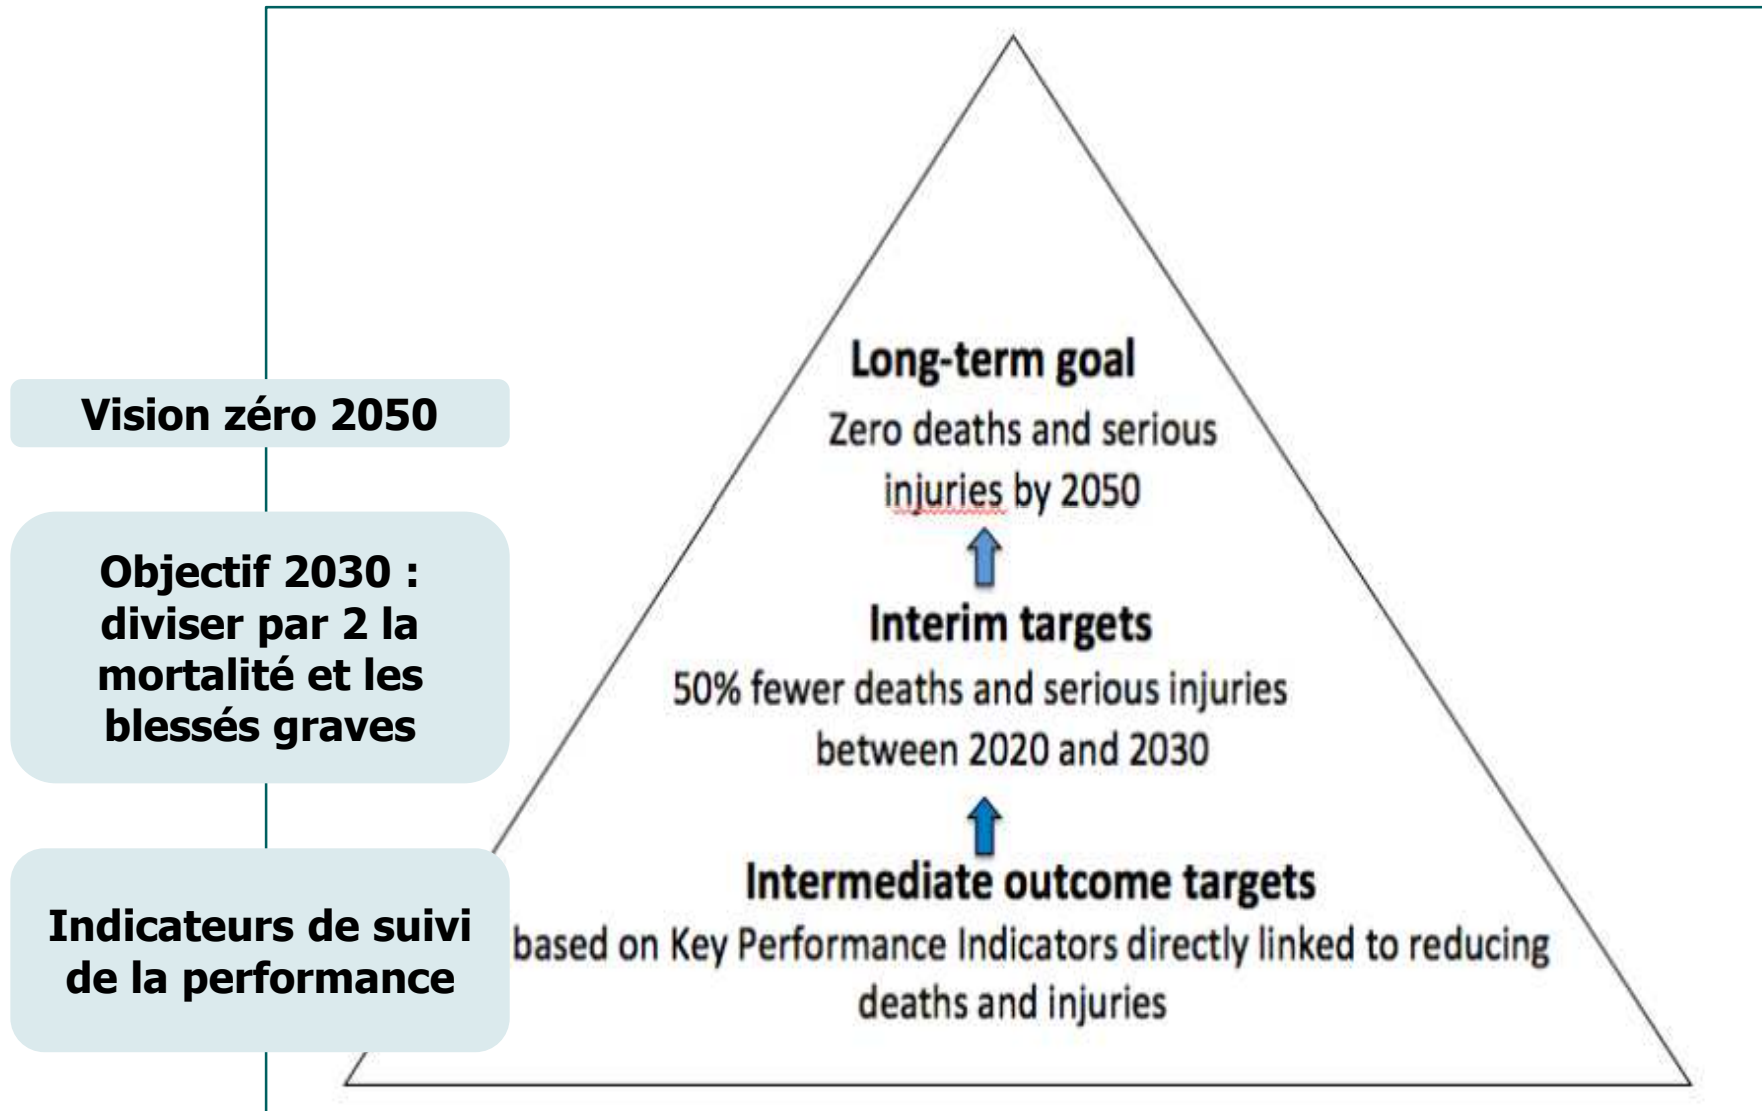 Long-term goal
Vision zéro 2050
Zero deaths and serious
injuries by 2050
Objectif 2030 :
diviser par 2 la
mortalité et les
blessés graves
Interim targets
50% fewer deaths and serious injuries
between 2020 and 2030
Intermediate outcome targets
Indicateurs de suivi
de la performance
based on Key Performance Indicators directly linked to reducing
deaths and injuries